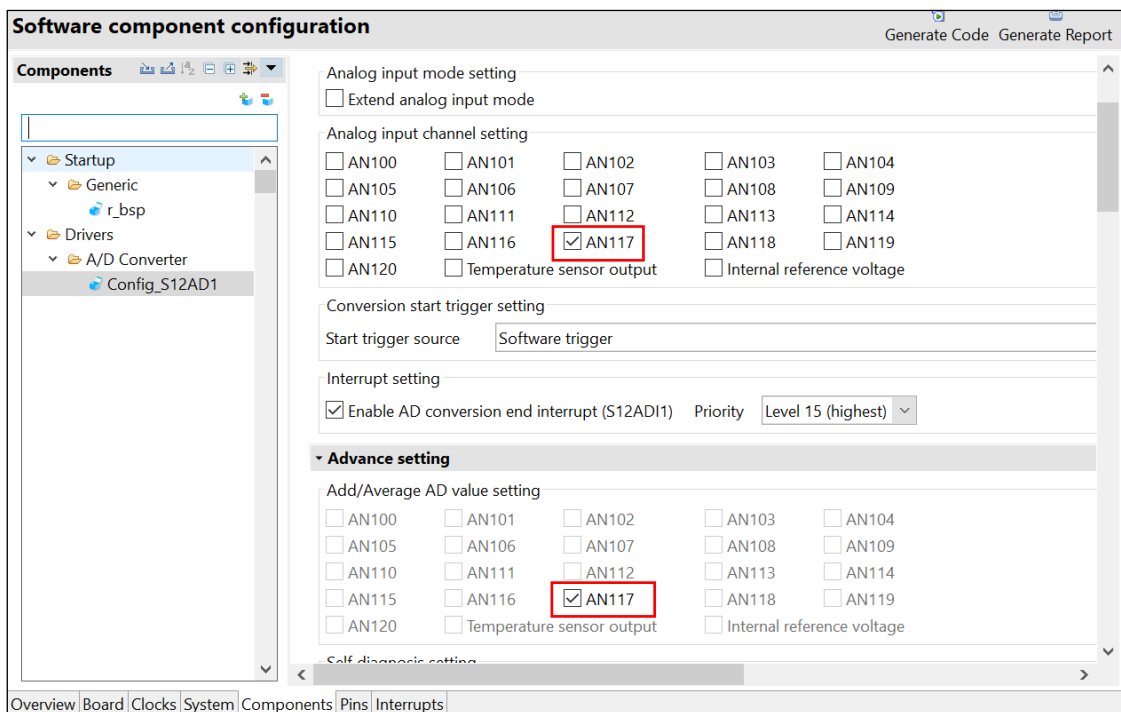 Software component configuration
Generate Code Generate Report
Components
Startup
Generic
r_bsp
Drivers
A/D Converter
Config_S12AD1
Analog input mode setting
Extend analog input mode
Analog input channel setting
AN100 AN101 AN102 AN103 AN104
AN105 AN106 AN107 AN108 AN109
AN110 AN111 AN112 AN113 AN114
AN115 AN116 AN117 AN118 AN119
AN120 Temperature sensor output Internal reference voltage
Conversion start trigger setting
Start trigger source Software trigger
Interrupt setting
Enable AD conversion end interrupt (S12ADI1) Priority Level 15 (highest)
Advance setting
Add/Average AD value setting
AN100 AN101 AN102 AN103 AN104
AN105 AN106 AN107 AN108 AN109
AN110 AN111 AN112 AN113 AN114
AN115 AN116 AN117 AN118 AN119
AN120 Temperature sensor output Internal reference voltage
Self diagnosis setting
Overview Board Clocks System Components Pins Interrupts